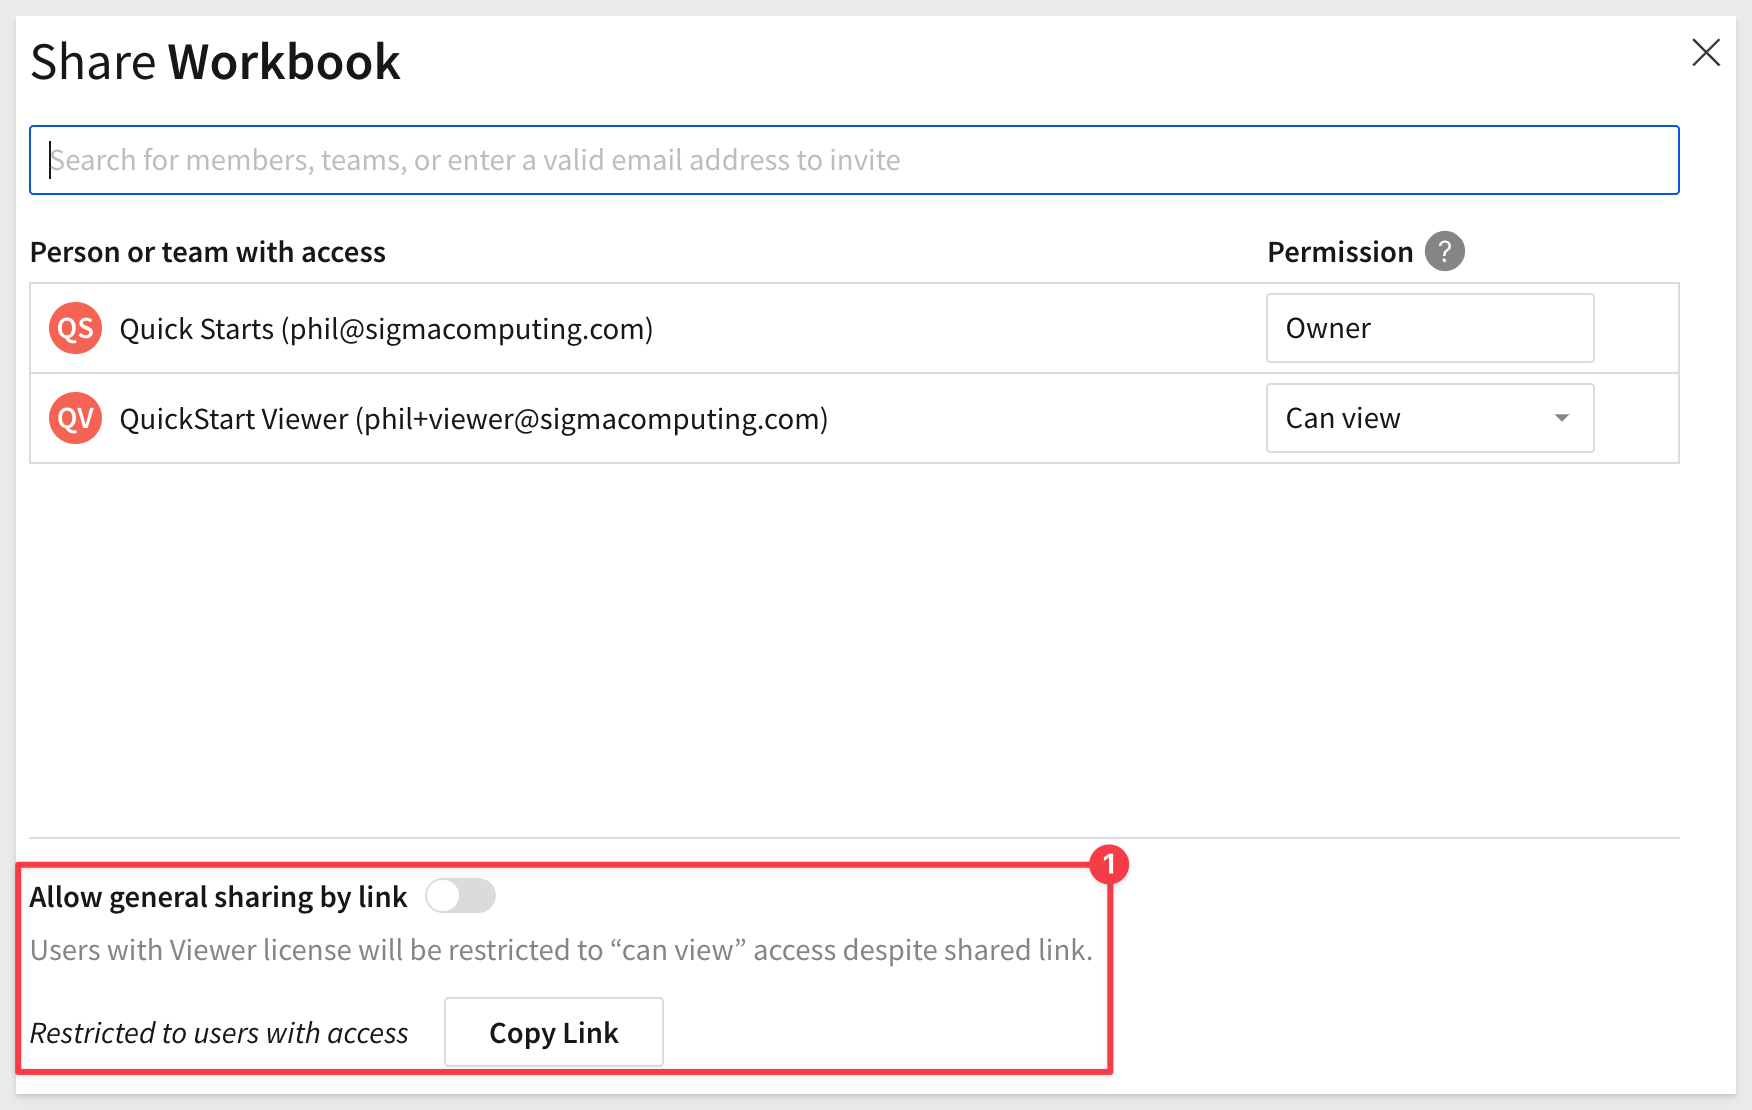 Share Workbook
Search for members, teams, or enter a valid email address to invite
Person or team with access Permission ?
QS Quick Starts (phil@sigmacomputing.com) Owner
QV QuickStart Viewer (phil+viewer@sigmacomputing.com) Can view
1
Allow general sharing by link
Users with Viewer license will be restricted to “can view” access despite shared link.
Restricted to users with access Copy Link